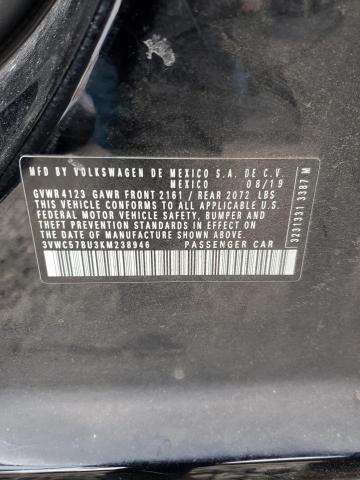 MFD BY VOLKSWAGEN DE MEXICO S.A. DE C.V.
MEXICO 08/19
GVWR 4123 GAWR FRONT 2161 / REAR 2072 LBS
THIS VEHICLE CONFORMS TO ALL APPLICABLE U.S.
FEDERAL MOTOR VEHICLE SAFETY, BUMPER AND
THEFT PREVENTION STANDARDS IN EFFECT ON THE
DATE OF MANUFACTURE SHOWN ABOVE
3VWC57BU3KM238946 PASSENGER CAR
3231331 3387 M